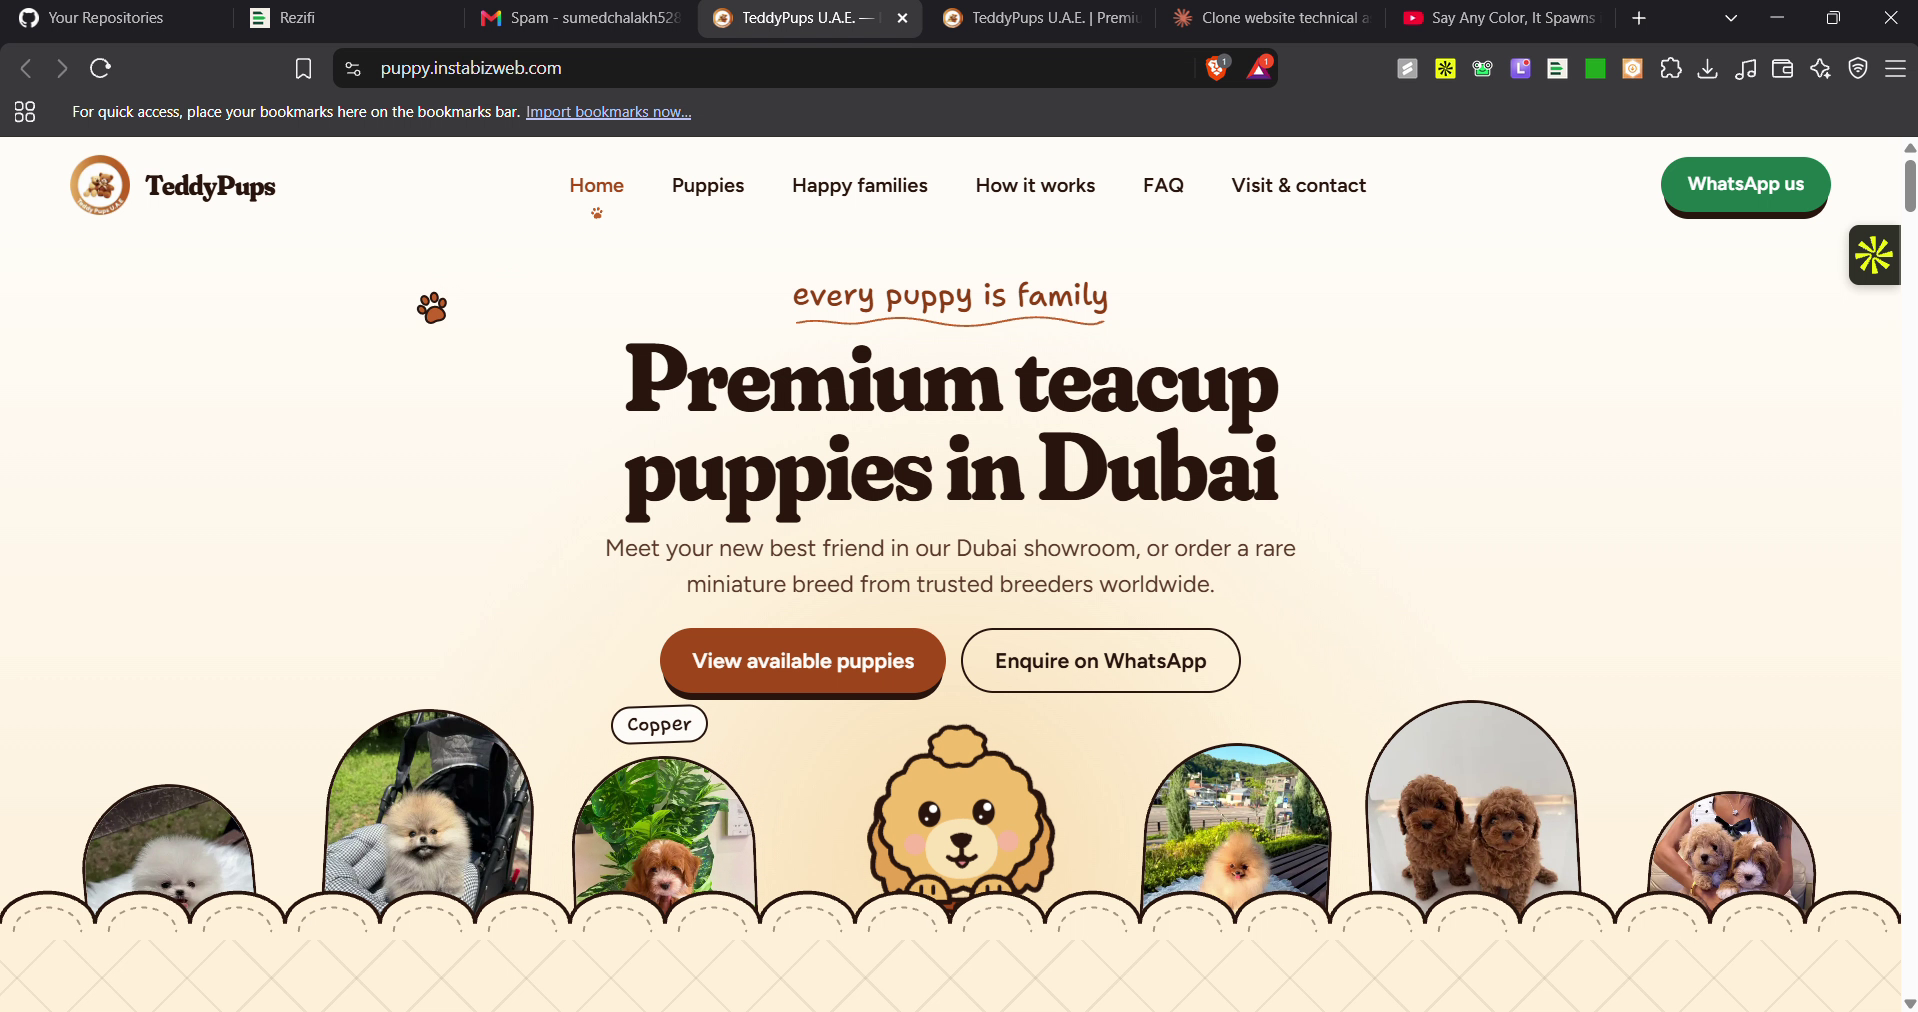 Your Repositories
Rezifi
Spam - sumedchalakh528
TeddyPups U.A.E. —
TeddyPups U.A.E. | Premiu
Clone website technical a
Say Any Color, It Spawns
puppy.instabizweb.com
1
1
For quick access, place your bookmarks here on the bookmarks bar. Import bookmarks now...
TeddyPups
Home
Puppies
Happy families
How it works
FAQ
Visit & contact
WhatsApp us
every puppy is family
Premium teacup
puppies in Dubai
Meet your new best friend in our Dubai showroom, or order a rare
miniature breed from trusted breeders worldwide.
View available puppies
Enquire on WhatsApp
Copper